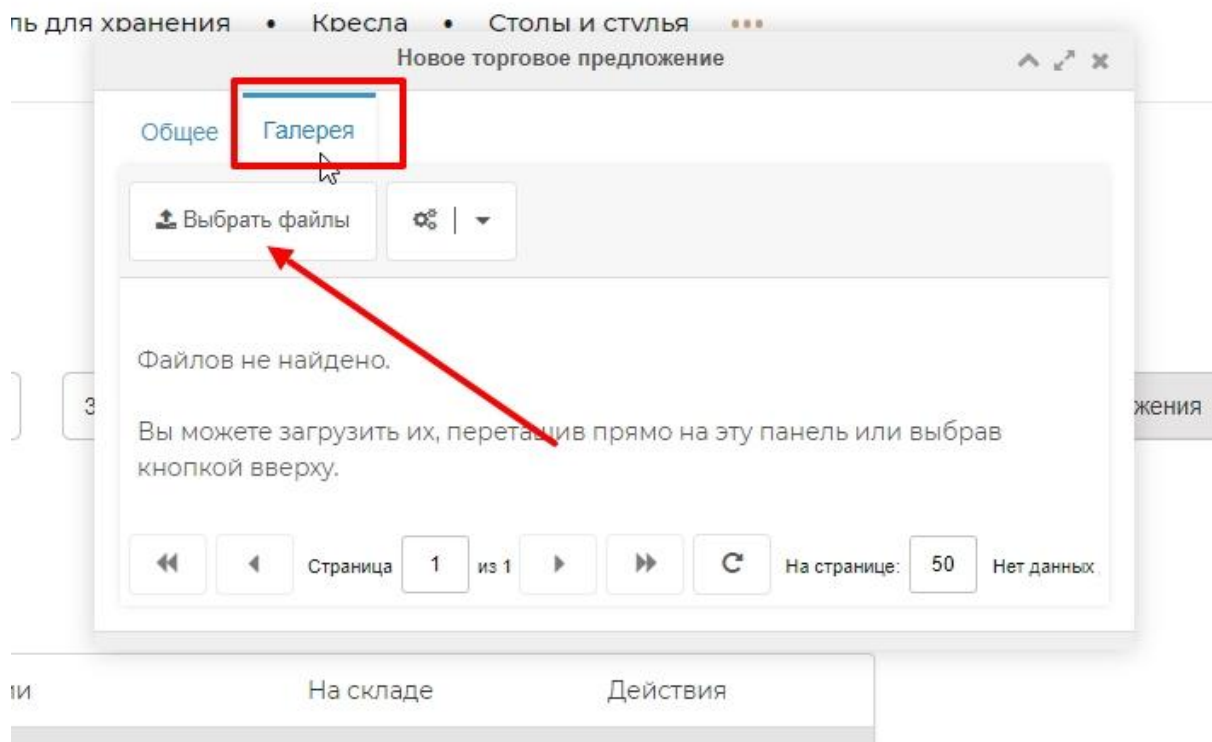 для хранения • Кресла • Столы и стулья •••
Новое торговое предложение
Общее Галерея
Выбрать файлы
Файлов не найдено.
Вы можете загрузить их, перетащив прямо на эту панель или выбрав
кнопкой вверху.
Страница 1 из 1 На странице: 50 Нет данных
На складе Действия